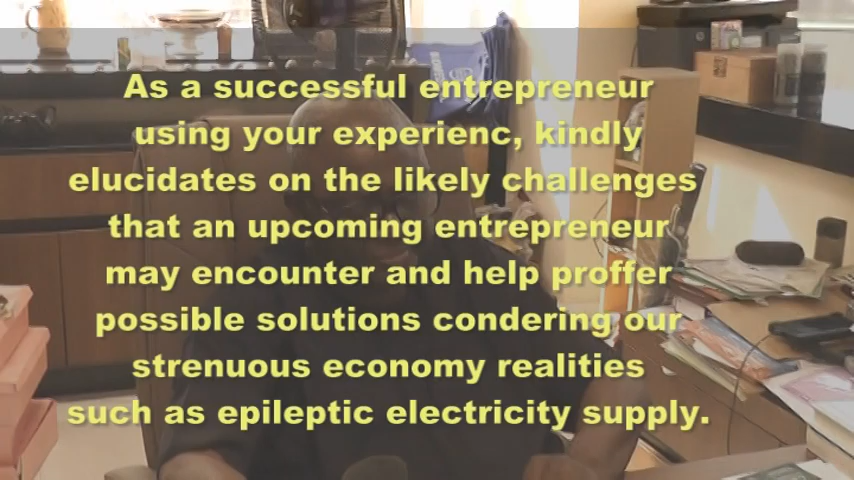 As a successful entrepreneur
using your experienc, kindly
elucidates on the likely challenges
that an upcoming entrepreneur
may encounter and help proffer
possible solutions condering our
strenuous economy realities
such as epileptic electricity supply.